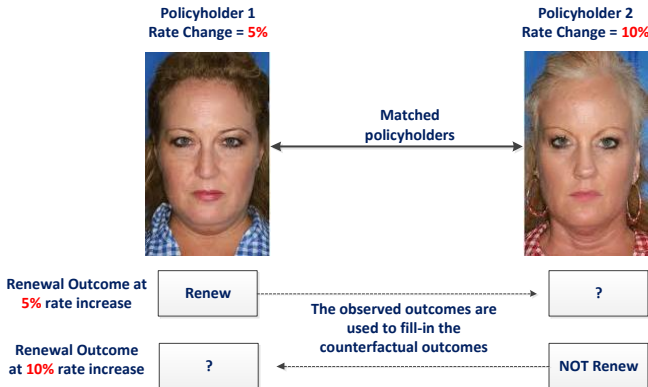 Policyholder 1
Rate Change = 5%
Policyholder 2
Rate Change = 10%
Matched
policyholders
Renewal Outcome at
5% rate increase
Renew
?
The observed outcomes are
used to fill-in the
counterfactual outcomes
Renewal Outcome
at 10% rate increase
?
NOT Renew